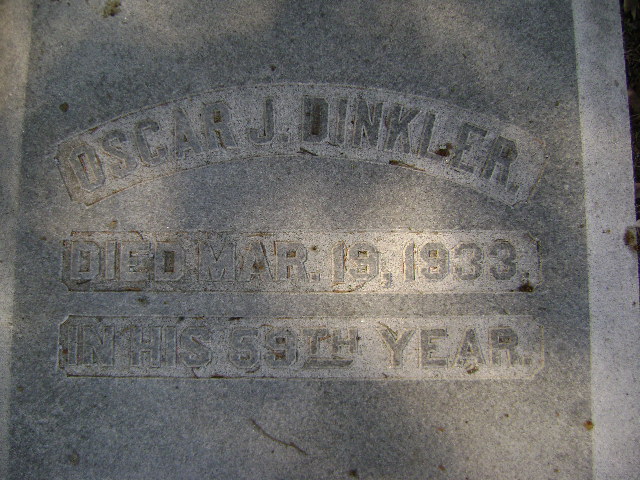 OSCAR J. DINKLER.
DIED MAR. 19, 1933.
IN HIS 59TH YEAR.